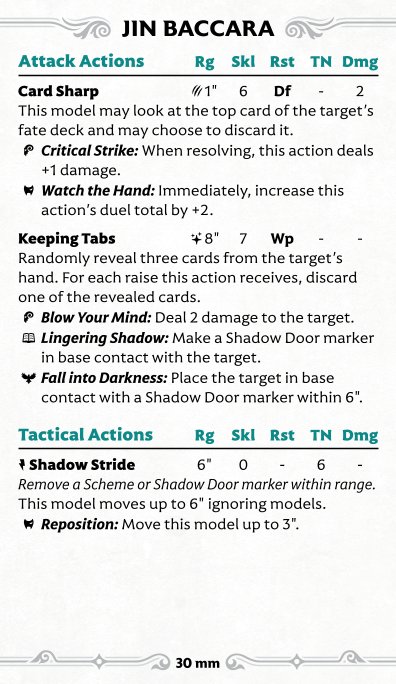 JIN BACCARA
Attack Actions Rg Skl Rst TN Dmg
Card Sharp 1" 6 Df - 2
This model may look at the top card of the target's
fate deck and may choose to discard it.
Critical Strike: When resolving, this action deals
+1 damage.
Watch the Hand: Immediately, increase this
action's duel total by +2.
Keeping Tabs 8" 7 Wp - -
Randomly reveal three cards from the target's
hand. For each raise this action receives, discard
one of the revealed cards.
Blow Your Mind: Deal 2 damage to the target.
Lingering Shadow: Make a Shadow Door marker
in base contact with the target.
Fall into Darkness: Place the target in base
contact with a Shadow Door marker within 6".
Tactical Actions Rg Skl Rst TN Dmg
Shadow Stride 6" 0 - 6 -
Remove a Scheme or Shadow Door marker within range.
This model moves up to 6" ignoring models.
Reposition: Move this model up to 3".
30 mm